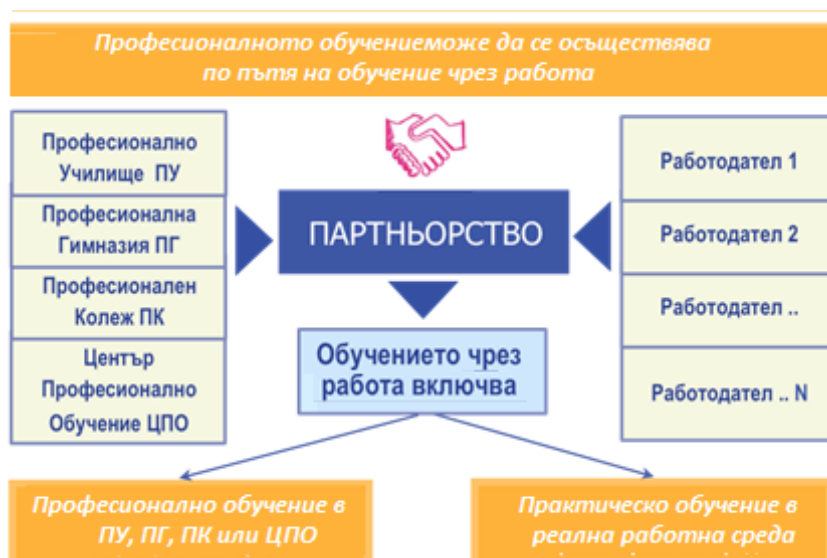 Професионалното обучениеможе да се осъществява
по пътя на обучение чрез работа
Професионално
Училище ПУ
Професионална
Гимназия ПГ
Професионален
Колеж ПК
Център
Професионално
Обучение ЦПО
ПАРТНЬОРСТВО
Работодател 1
Работодател 2
Работодател ..
Работодател .. N
Обучението чрез
работа включва
Професионално обучение в
ПУ, ПГ, ПК или ЦПО
Практическо обучение в
реална работна среда